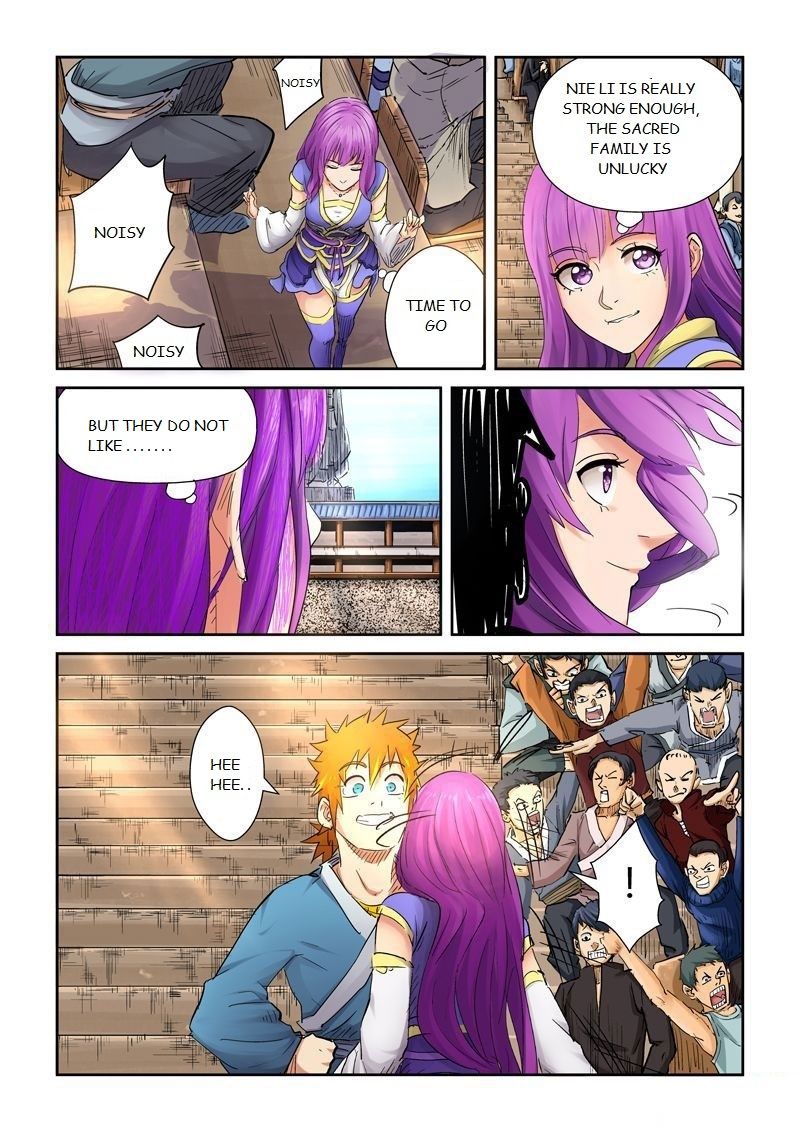 NOISY
NOISY
NOISY
TIME TO
GO
NIE LI IS REALLY
STRONG ENOUGH,
THE SACRED
FAMILY IS
UNLUCKY
BUT THEY DO NOT
LIKE .......
HEE
HEE. .
!